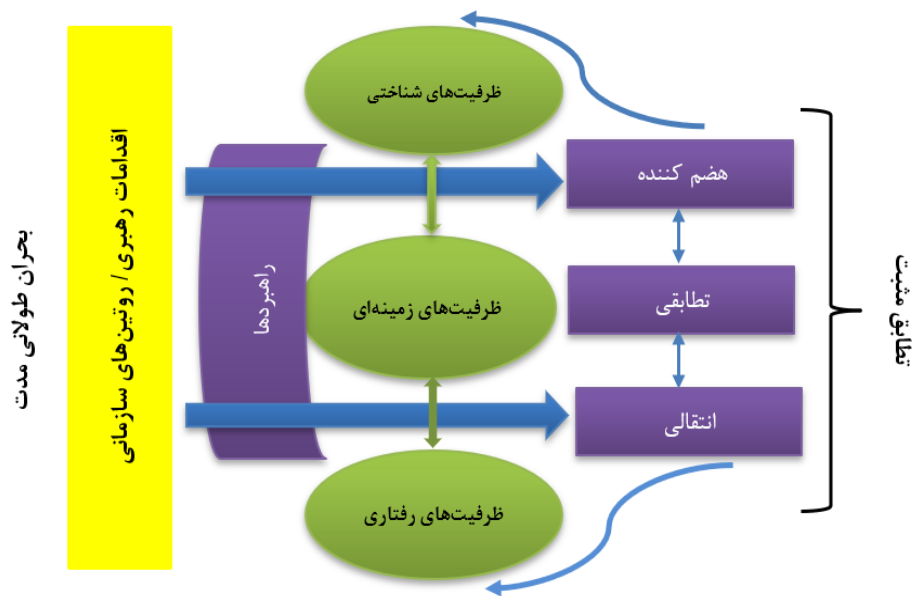 بحران طولانی مدت
اقدامات رهبری / روتین‌های سازمانی
راهبردها
ظرفیت‌های شناختی
ظرفیت‌های زمینه‌ای
ظرفیت‌های رفتاری
هضم کننده
تطابقی
انتقالی
تطابق مثبت